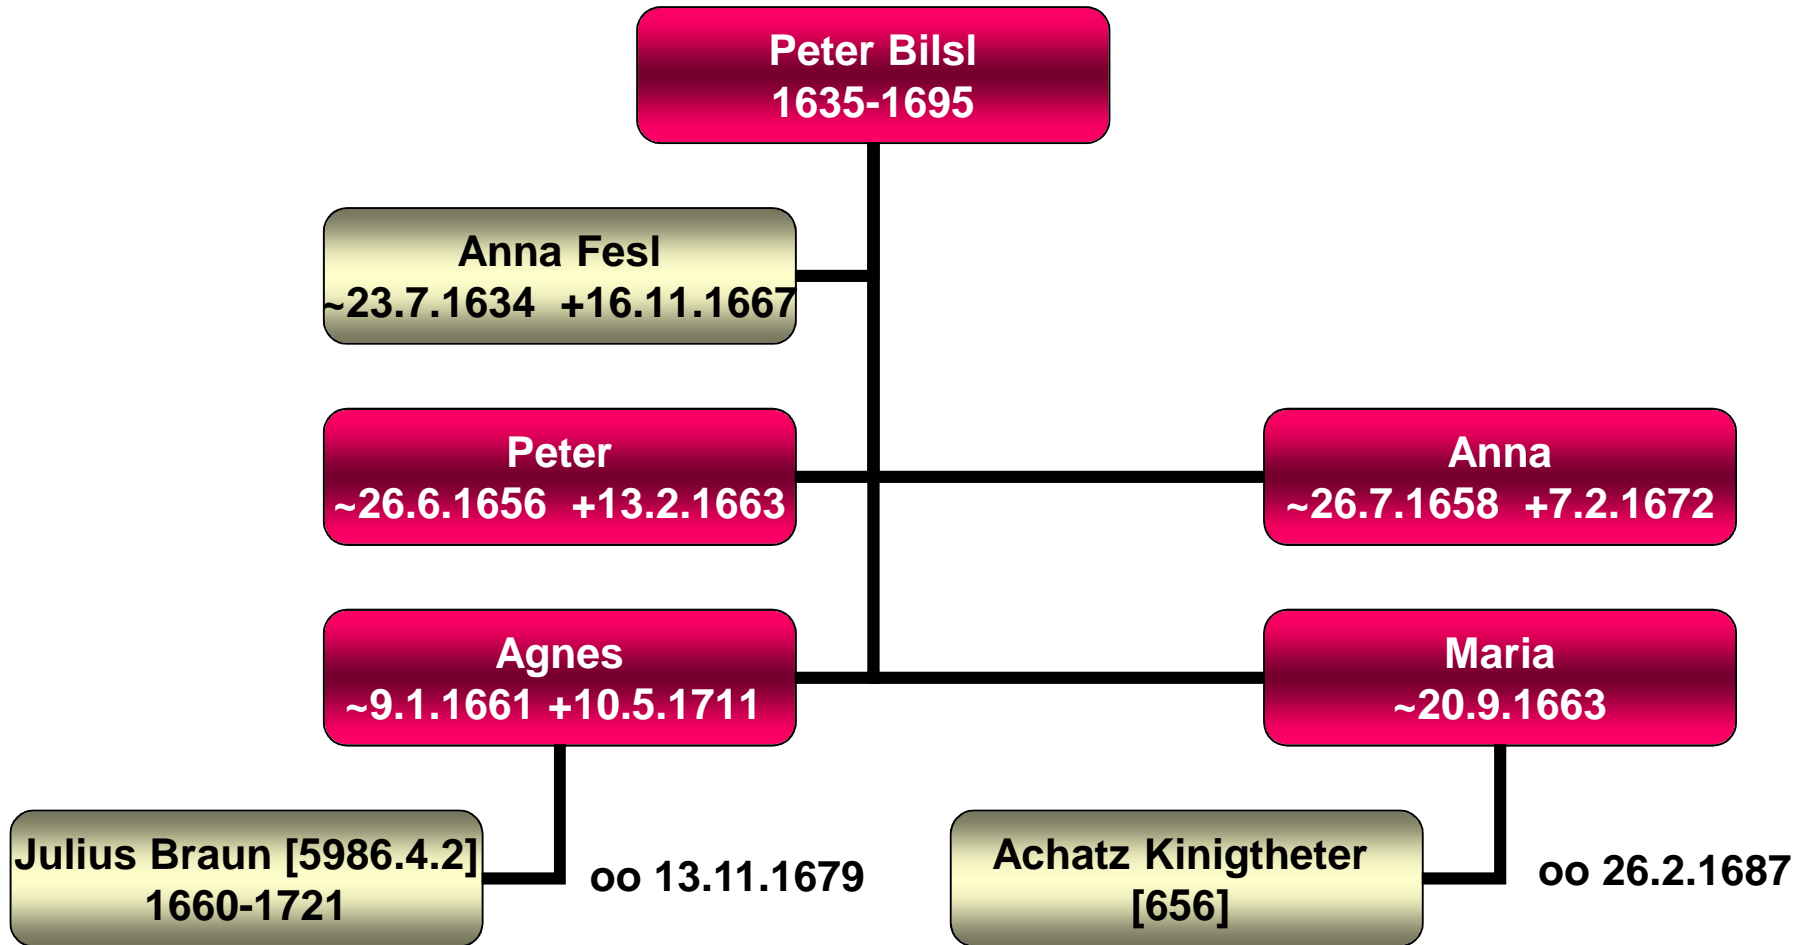 Peter Bilsl
1635-1695
Anna Fesl
~23.7.1634 +16.11.1667
Peter
~26.6.1656 +13.2.1663
Anna
~26.7.1658 +7.2.1672
Agnes
~9.1.1661 +10.5.1711
Maria
~20.9.1663
Julius Braun [5986.4.2]
1660-1721
oo 13.11.1679
Achatz Kinigtheter
[656]
oo 26.2.1687